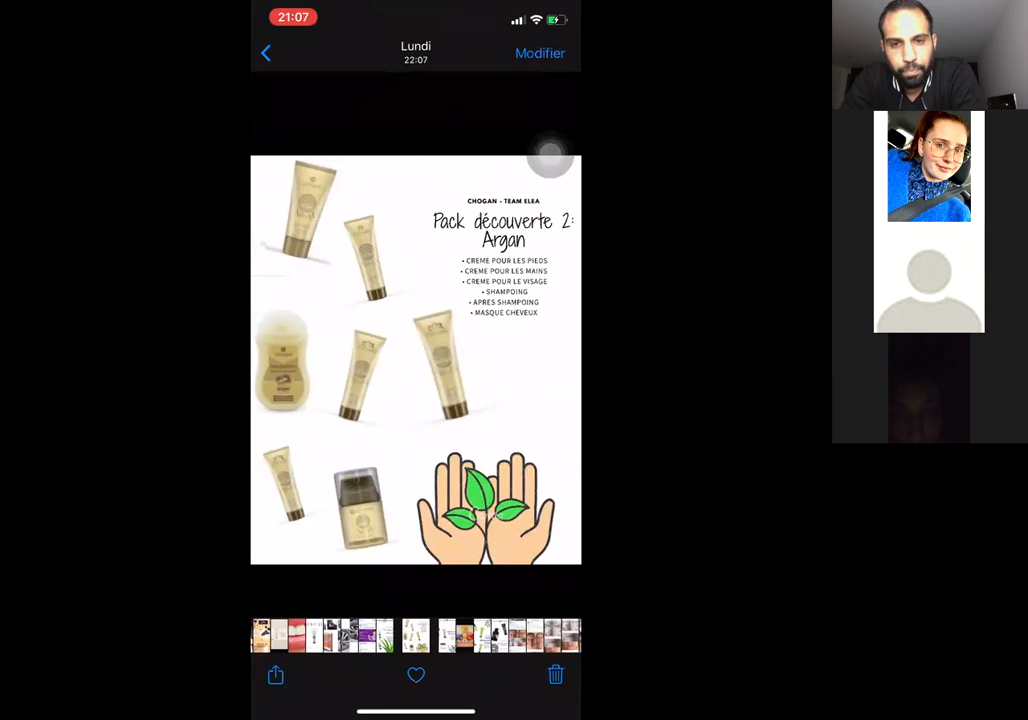 21:07
Lundi
22:07
Modifier
CHOGAN - TEAM ELEA
Pack découverte 2:
Argan
• CREME POUR LES PIEDS
• CREME POUR LES MAINS
• CREME POUR LE VISAGE
• SHAMPOING
• APRES SHAMPOING
• MASQUE CHEVEUX